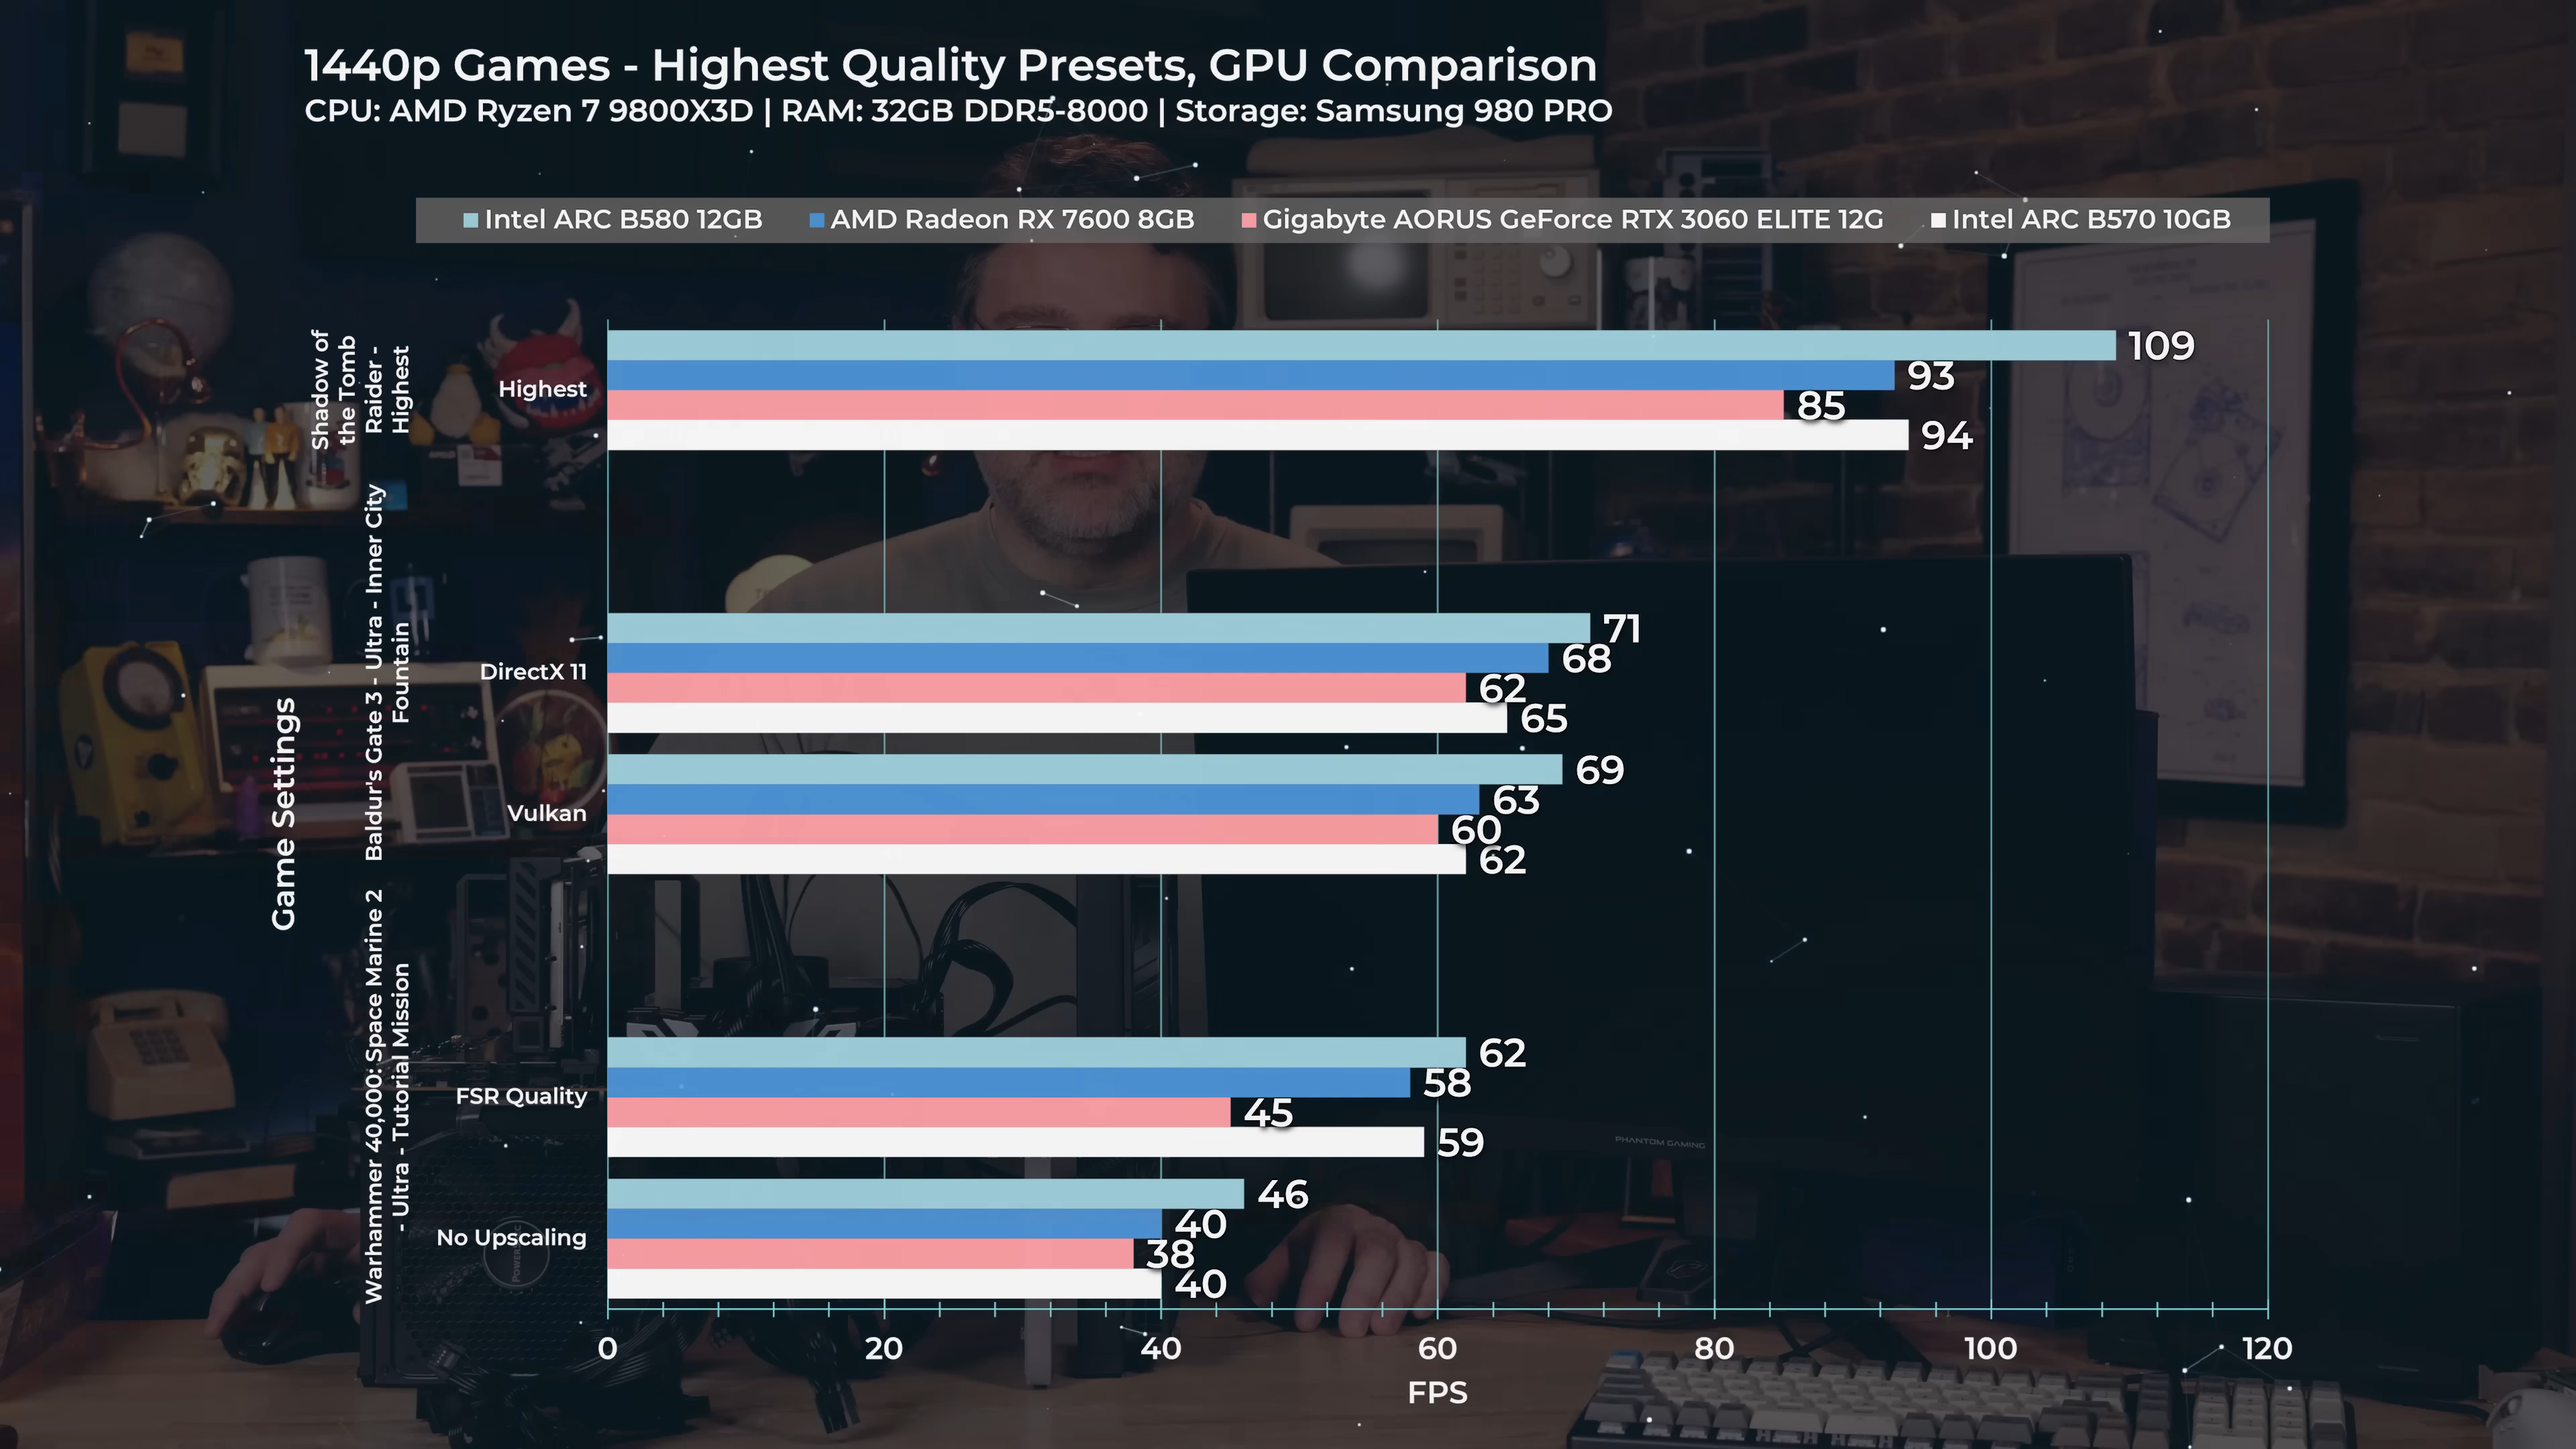 1440p Games - Highest Quality Presets, GPU Comparison
CPU: AMD Ryzen 7 9800X3D | RAM: 32GB DDR5-8000 | Storage: Samsung 980 PRO
Intel ARC B580 12GB AMD Radeon RX 7600 8GB Gigabyte AORUS GeForce RTX 3060 ELITE 12G Intel ARC B570 10GB
Game Settings
Shadow of
the Tomb
Raider -
Highest
Highest
109
93
85
94
Baldur's Gate 3 - Ultra - Inner City
Fountain
DirectX 11
71
68
62
65
Vulkan
69
63
60
62
Warhammer 40,000: Space Marine 2
- Ultra - Tutorial Mission
FSR Quality
62
58
45
59
No Upscaling
46
40
38
40
0 20 40 60 80 100 120
FPS
PHANTOM GAMING